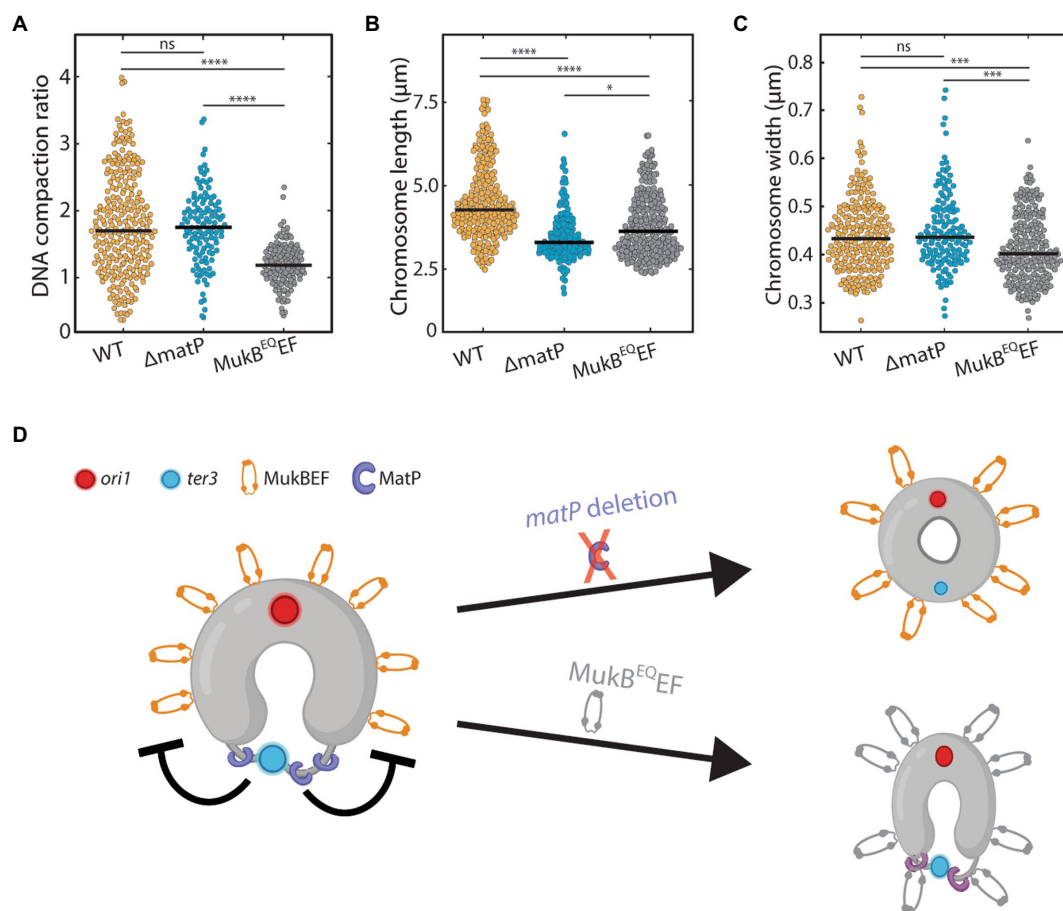 A
DNA compaction ratio
4
3
2
1
0
ns
****
****
WT
ΔmatP
MukB^EQEF
B
Chromosome length (μm)
7.5
5.0
2.5
0
****
****
*
WT
ΔmatP
MukB^EQEF
C
Chromosome width (μm)
0.8
0.6
0.5
0.4
0.3
ns
***
***
WT
ΔmatP
MukB^EQEF
D
ori1
ter3
MukBEF
MatP
matP deletion
MukB^EQEF